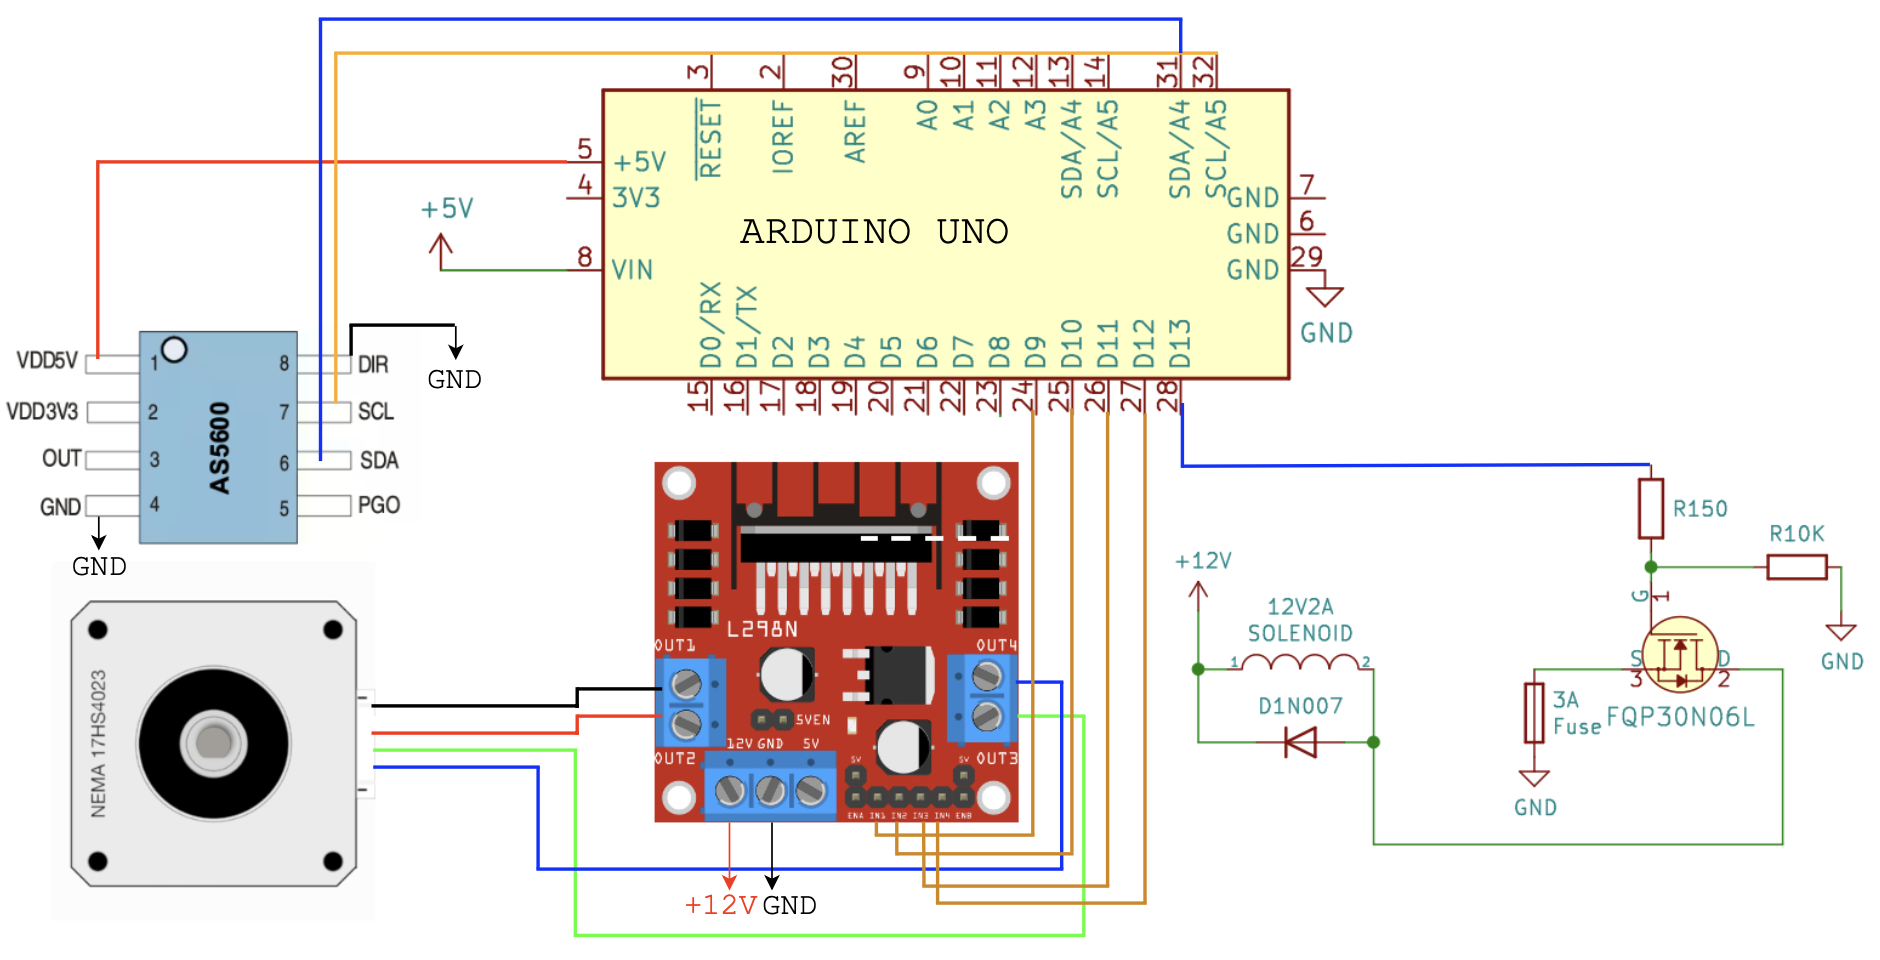 3
2
30
9
10
11
12
13
14
31
32
RESET
IOREF
AREF
A0
A1
A2
A3
SDA/A4
SCL/A5
SDA/A4
SCL/A5
5
+5V
4
3V3
8
VIN
+5V
ARDUINO UNO
7
GND
6
GND
29
GND
GND
D0/RX
D1/TX
D2
D3
D4
D5
D6
D7
D8
D9
D10
D11
D12
D13
15
16
17
18
19
20
21
22
23
24
25
26
27
28
VDD5V
VDD3V3
OUT
GND
1
2
3
4
AS5600
8
7
6
5
DIR
SCL
SDA
PGO
GND
GND
NEMA 17HS4023
L298N
OUT1
OUT2
OUT4
OUT3
5VEN
12V GND 5V
5V
5V
ENA IN1 IN2 IN3 IN4 ENB
+12V
GND
R150
R10K
GND
G
1
S
3
D
2
FQP30N06L
3A
Fuse
GND
+12V
12V2A
SOLENOID
1
2
D1N007